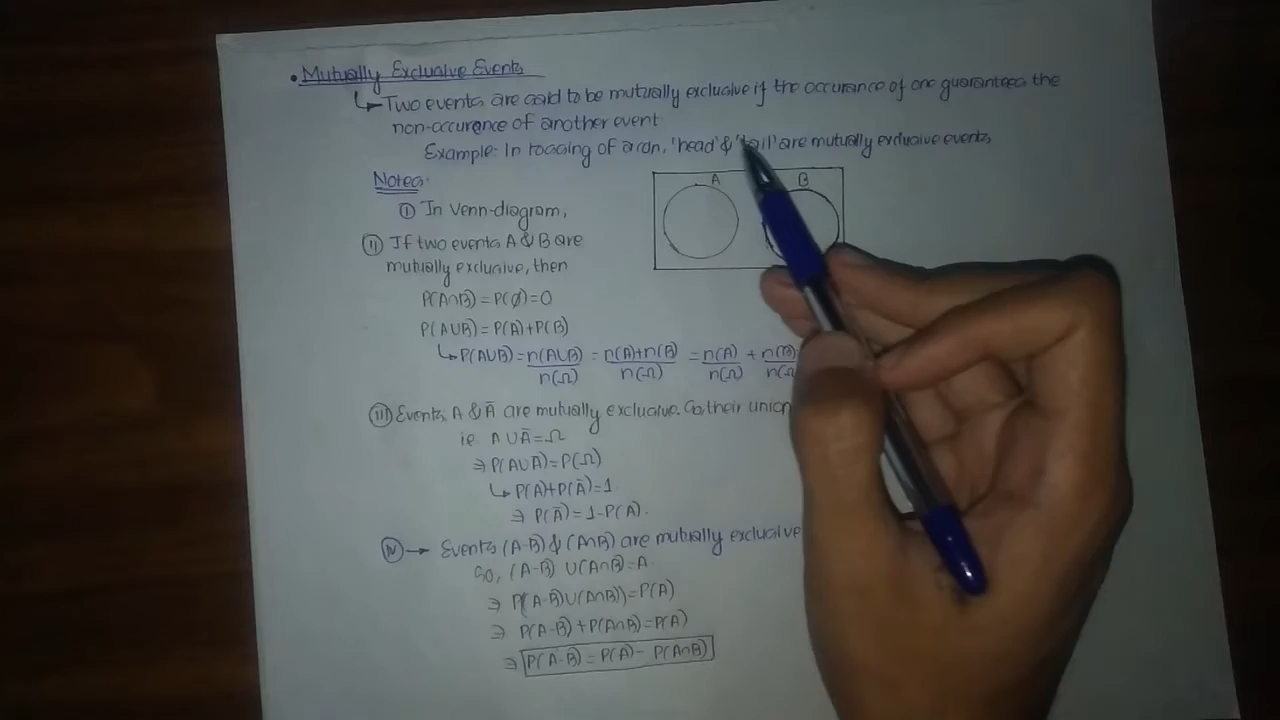 • Mutually Exclusive Events
↳ Two events are said to be mutually exclusive if the occurance of one guarantees the
non-occurance of another event
Example: In tossing of a coin, 'head' & 'tail' are mutually exclusive events
Notes:
① In Venn-diagram,
A B
② If two events A & B are
mutually exclusive, then
P(A∩B) = P(∅) = 0
P(A∪B) = P(A) + P(B)
↳ P(A∪B) = n(A∪B)/n(Ω) = n(A)+n(B)/n(Ω) = n(A)/n(Ω) + n(B)/n(Ω)
③ Events A & Ā are mutually exclusive. So their union
ie. A∪Ā = Ω
⇒ P(A∪Ā) = P(Ω)
↳ P(A)+P(Ā) = 1
⇒ P(Ā) = 1-P(A).
Ⓝ → Events (A-B) & (A∩B) are mutually exclusive
So, (A-B) ∪ (A∩B) = A.
⇒ P((A-B)∪(A∩B)) = P(A)
⇒ P(A-B) + P(A∩B) = P(A)
⇒ P(A-B) = P(A) - P(A∩B)